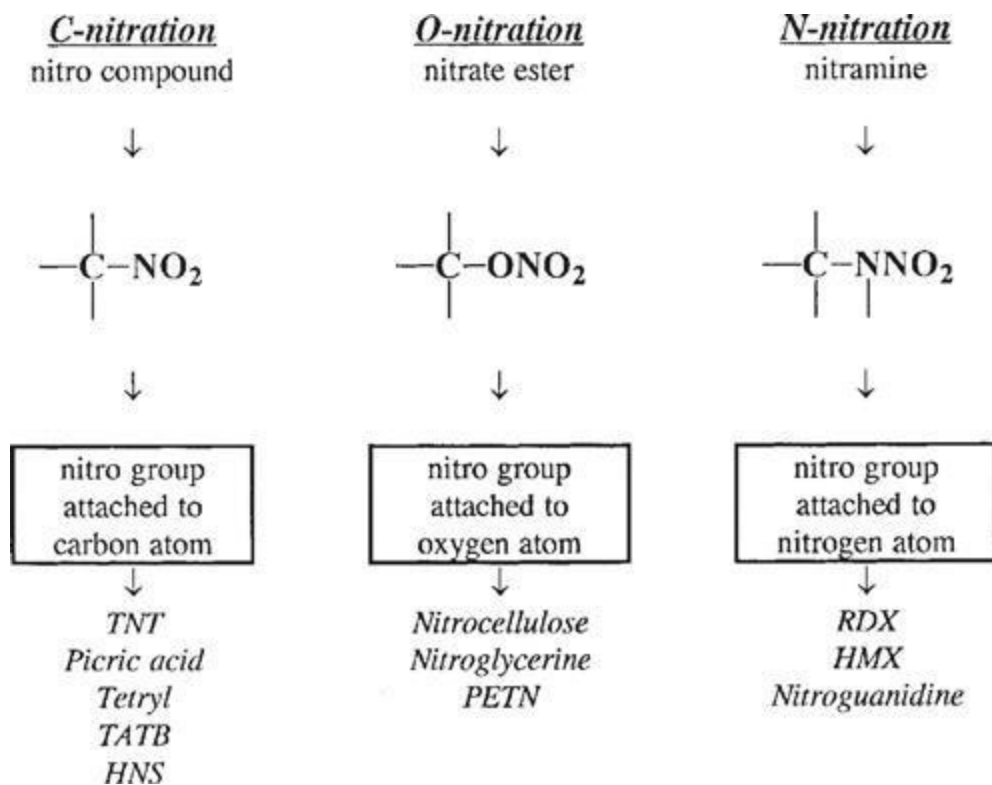 C-nitration
nitro compound
↓
C–NO₂
↓
nitro group
attached to
carbon atom
↓
TNT
Picric acid
Tetryl
TATB
HNS
O-nitration
nitrate ester
↓
C–ONO₂
↓
nitro group
attached to
oxygen atom
↓
Nitrocellulose
Nitroglycerine
PETN
N-nitration
nitramine
↓
C–NNO₂
↓
nitro group
attached to
nitrogen atom
↓
RDX
HMX
Nitroguanidine